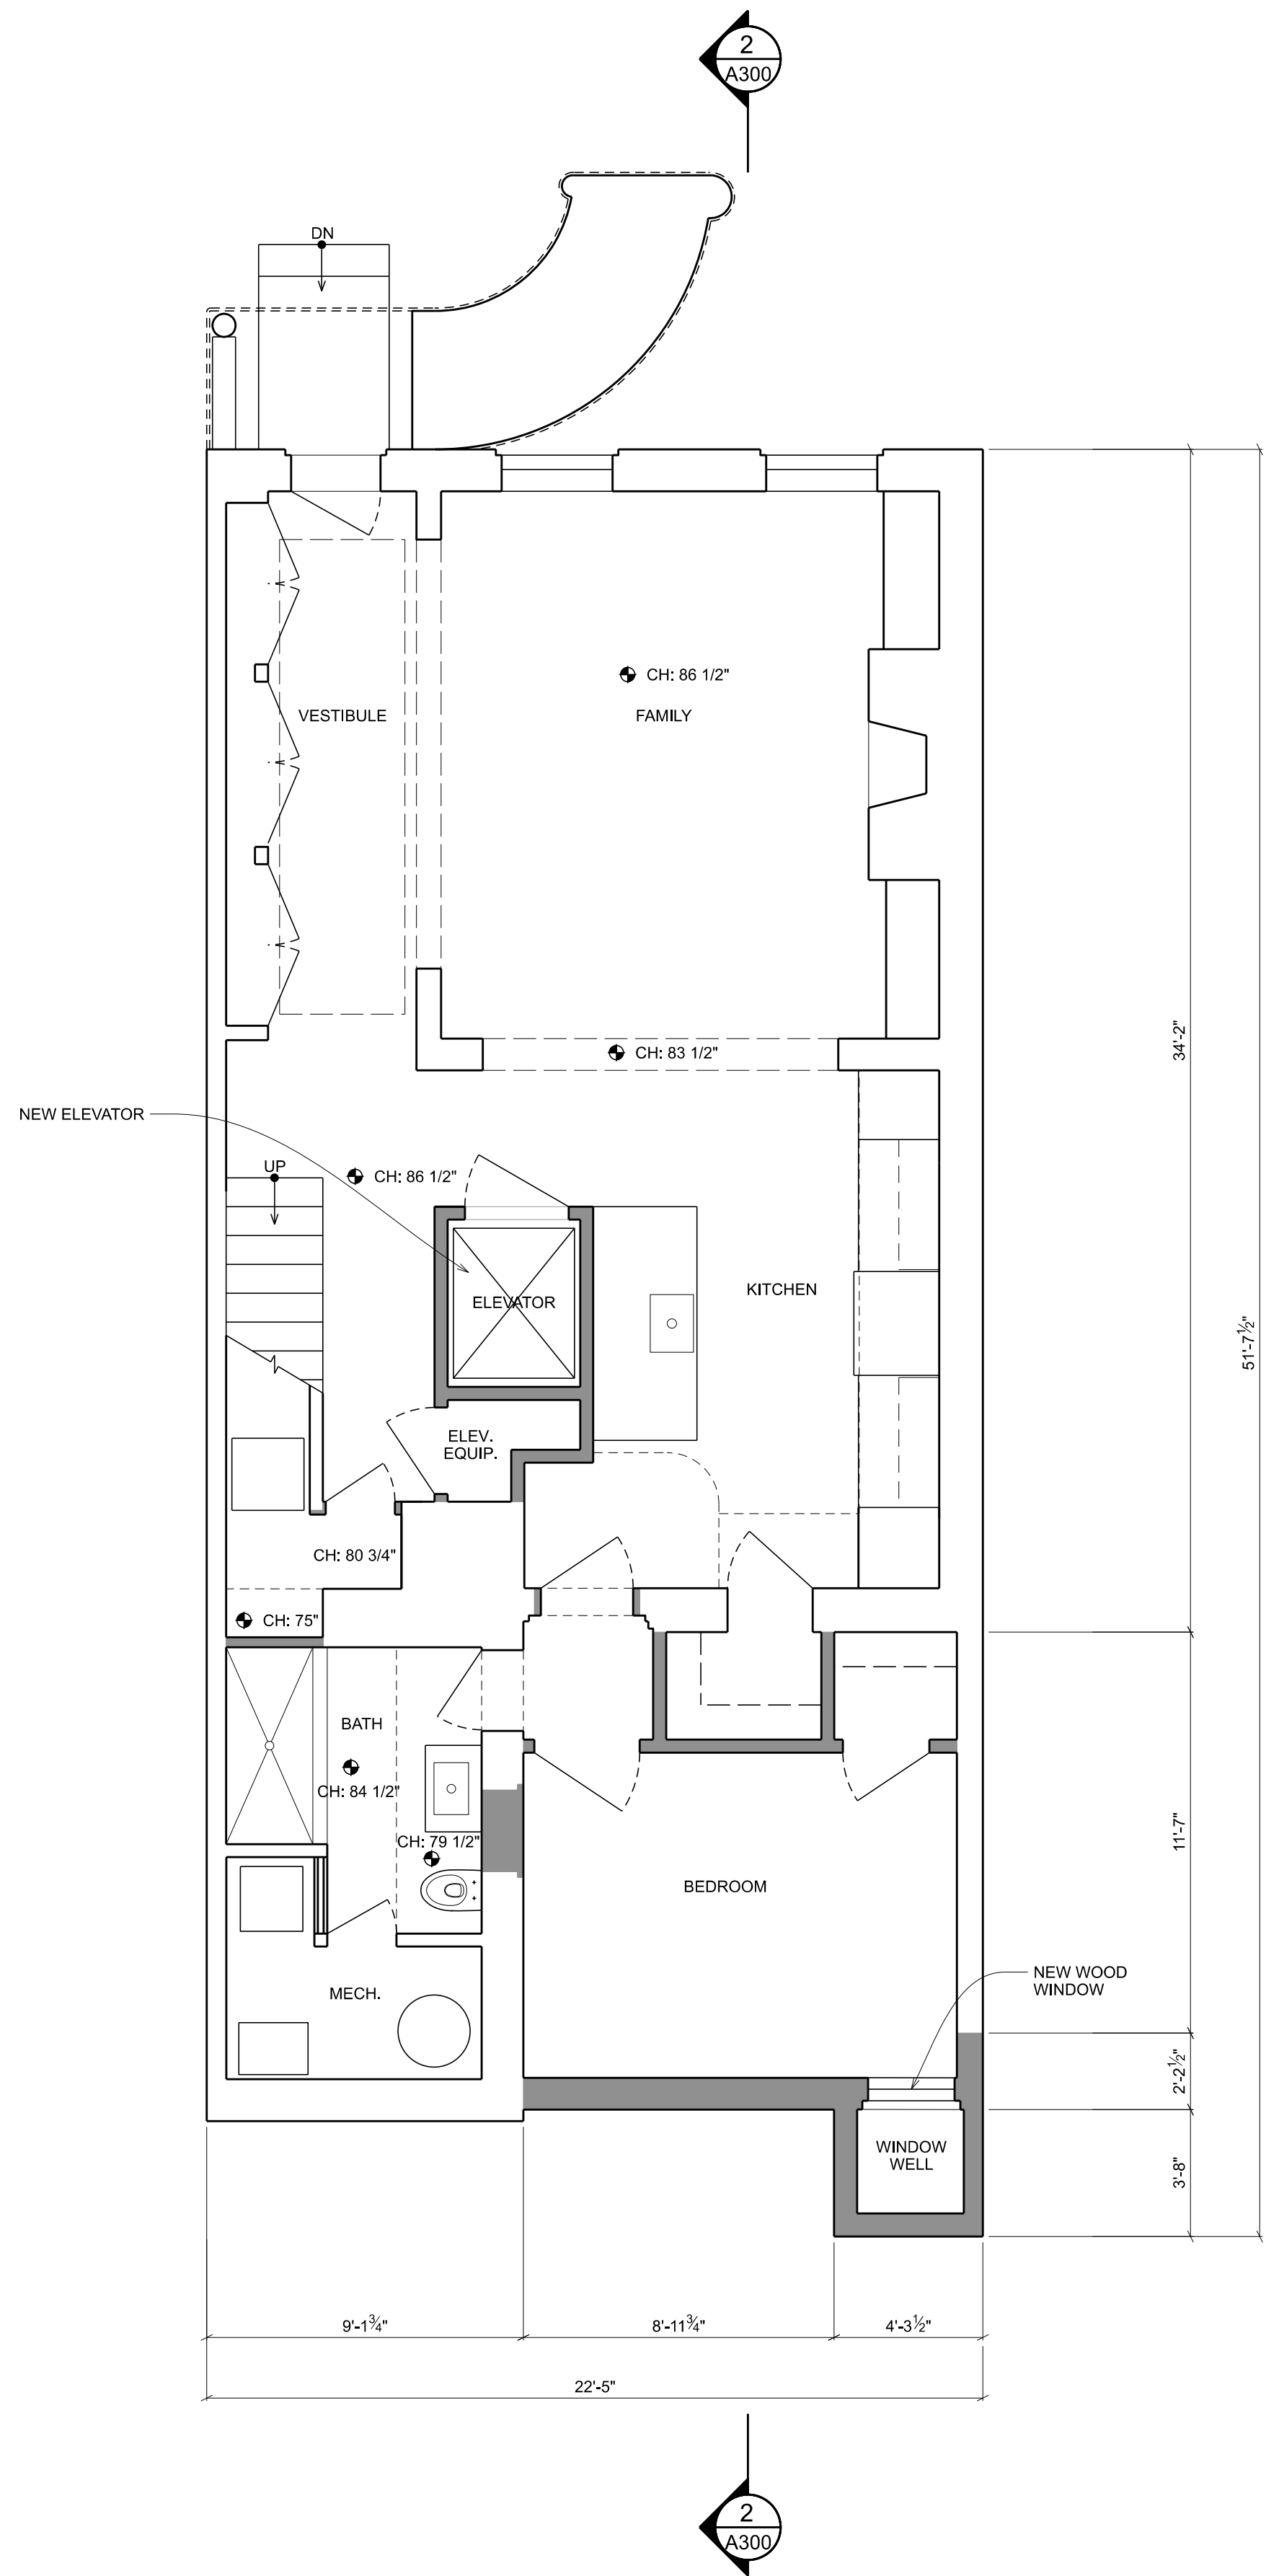 2
A300
DN
CH: 86 1/2"
VESTIBULE
FAMILY
34'-2"
CH: 83 1/2"
NEW ELEVATOR
UP
CH: 86 1/2"
KITCHEN
ELEVATOR
51'-7½"
ELEV.
EQUIP.
CH: 80 3/4"
CH: 75"
BATH
CH: 84 1/2"
CH: 79 1/2"
11'-7"
BEDROOM
NEW WOOD
WINDOW
MECH.
2'-2½"
WINDOW
WELL
3'-8"
9'-1¾"
8'-11¾"
4'-3½"
22'-5"
2
A300